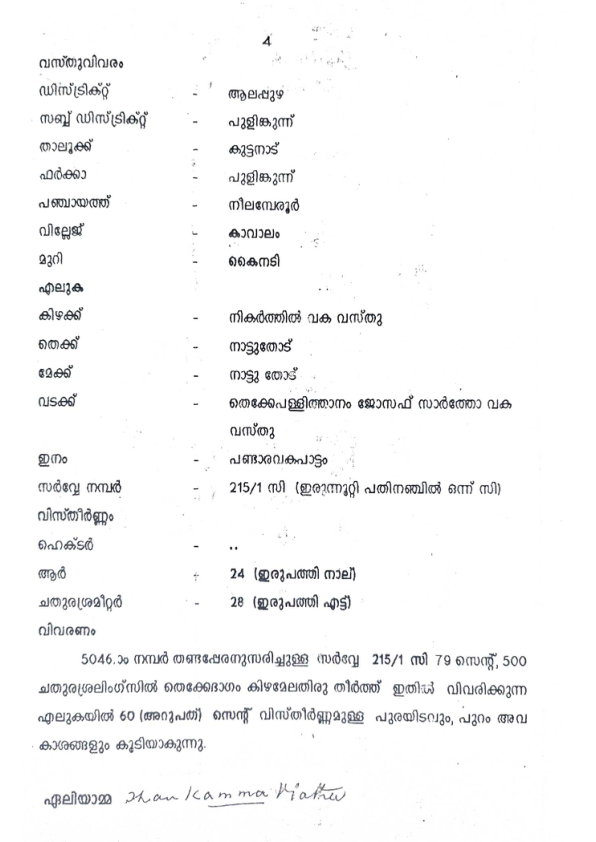 4
വസ്തുവിവരം
ഡിസ്ട്രിക്റ്റ് - ആലപ്പുഴ
സബ്ബ് ഡിസ്ട്രിക്റ്റ് - പുളിങ്കുന്ന്
താലൂക്ക് - കുട്ടനാട്
ഫർക്കാ - പുളിങ്കുന്ന്
പഞ്ചായത്ത് - നീലമ്പേരൂർ
വില്ലേജ് - കാവാലം
മുറി - കൈനടി
എലുക
കിഴക്ക് - നികർത്തിൽ വക വസ്തു
തെക്ക് - നാട്ടുതോട്
മേക്ക് - നാട്ടു തോട്
വടക്ക് - തെക്കേപള്ളിത്താനം ജോസഫ് സാർത്തോ വക
വസ്തു
ഇനം - പണ്ടാരവകപാട്ടം
സർവ്വേ നമ്പർ - 215/1 സി (ഇരുന്നൂറ്റി പതിനഞ്ചിൽ ഒന്ന് സി)
വിസ്തീർണ്ണം
ഹെക്ടർ - ..
ആർ - 24 (ഇരുപത്തി നാല്)
ചതുരശ്രമീറ്റർ - 28 (ഇരുപത്തി എട്ട്)
വിവരണം
5046.ാം നമ്പർ തണ്ടപ്പേരനുസരിച്ചുള്ള സർവ്വേ 215/1 സി 79 സെന്റ്, 500
ചതുരശ്രലിംഗ്സിൽ തെക്കേഭാഗം കിഴമേലതിരു തീർത്ത് ഇതിൽ വിവരിക്കുന്ന
എലുകയിൽ 60 (അറുപത്) സെന്റ് വിസ്തീർണ്ണമുള്ള പുരയിടവും, പുറം അവ
കാശങ്ങളും കൂടിയാകുന്നു.
ഏലിയാമ്മ